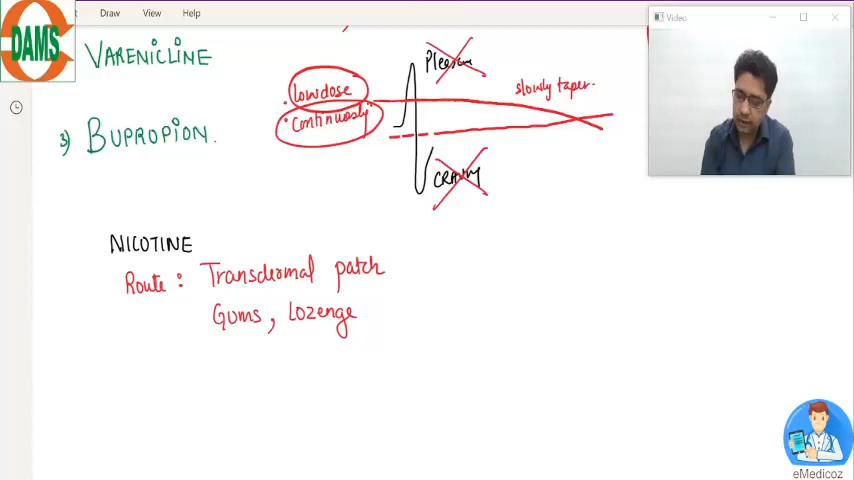 Draw View Help
Video
DAMS
VARENICLINE
Pleasure
lowdose
slowly taper
continuously
3) BUPROPION.
CRAVING
NICOTINE
Route: Transdermal patch
Gums, Lozenge
eMedicoz